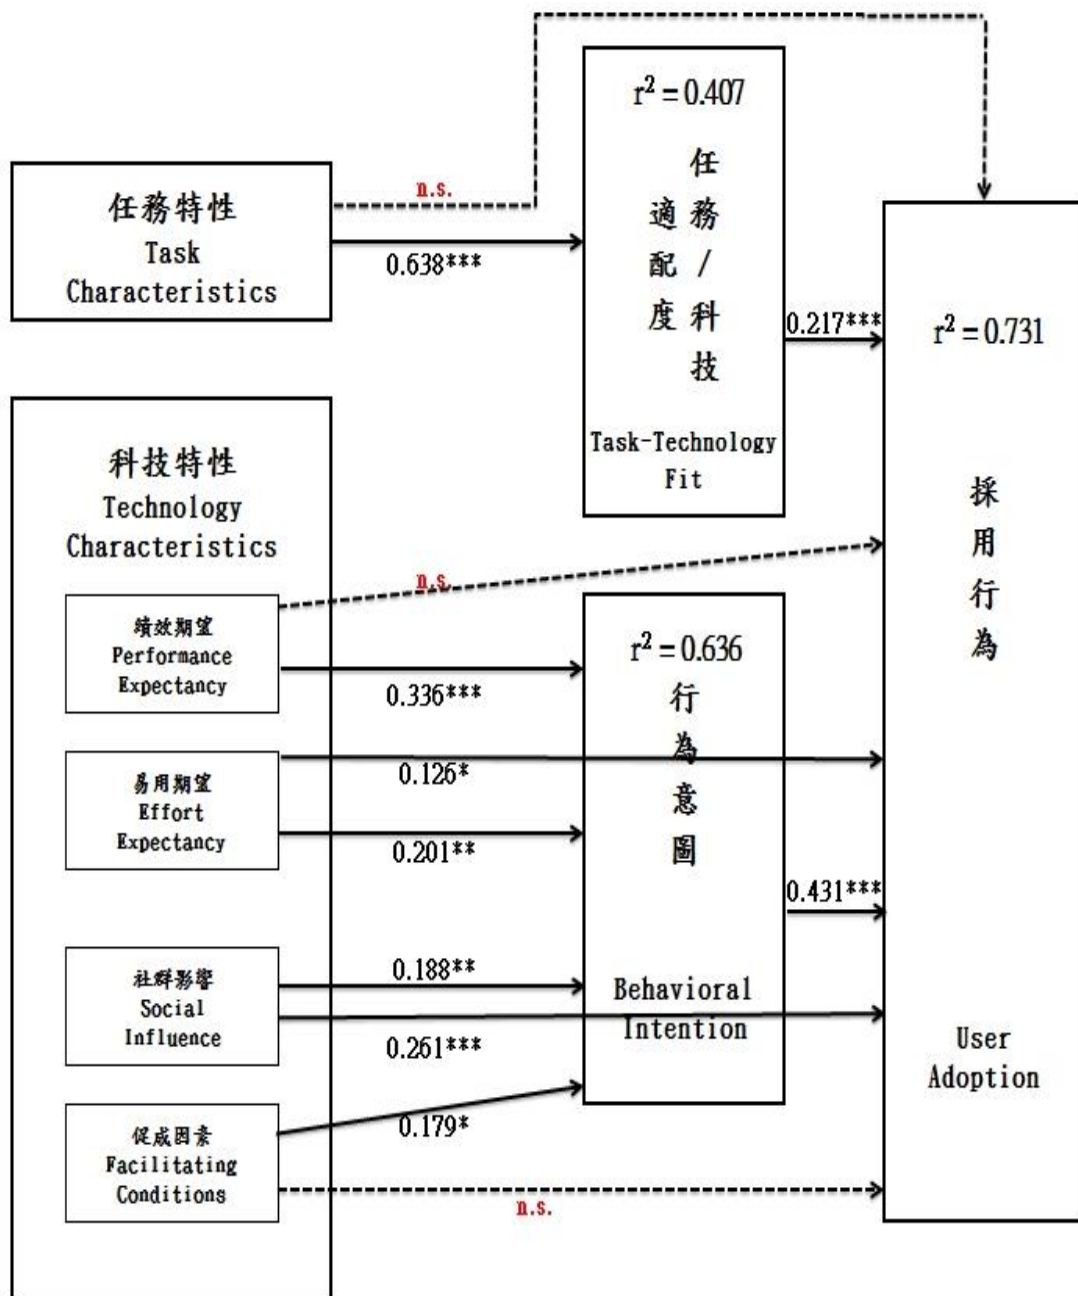 r² = 0.407
任務/科技
適配度
Task-Technology
Fit
任務特性
Task
Characteristics
n.s.
0.638***
0.217***
r² = 0.731
採用行為
User
Adoption
科技特性
Technology
Characteristics
n.s.
績效期望
Performance
Expectancy
0.336***
r² = 0.636
行為意圖
Behavioral
Intention
易用期望
Effort
Expectancy
0.126*
0.201**
0.431***
社群影響
Social
Influence
0.188**
0.261***
促成因素
Facilitating
Conditions
0.179*
n.s.